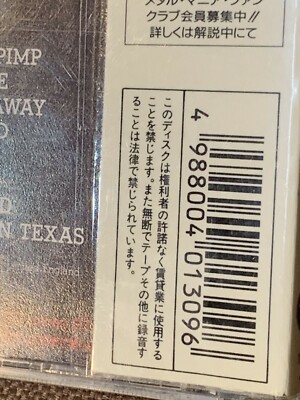 メタル・マニア・ファン
クラブ会員募集中!!
詳しくは解説中にて
PIMP
E
AWAY
O
D
N TEXAS
このディスクは権利者の許諾なく賃貸業に使用する
ことを禁じます。また無断でテープその他に録音す
ることは法律で禁じられています。
4 988004 013096